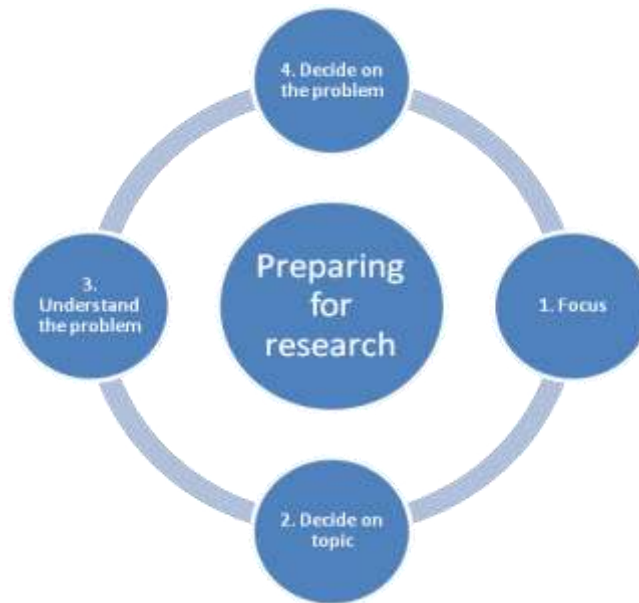 4. Decide on
the problem
Preparing
for
research
3.
Understand
the problem
1. Focus
2. Decide on
topic